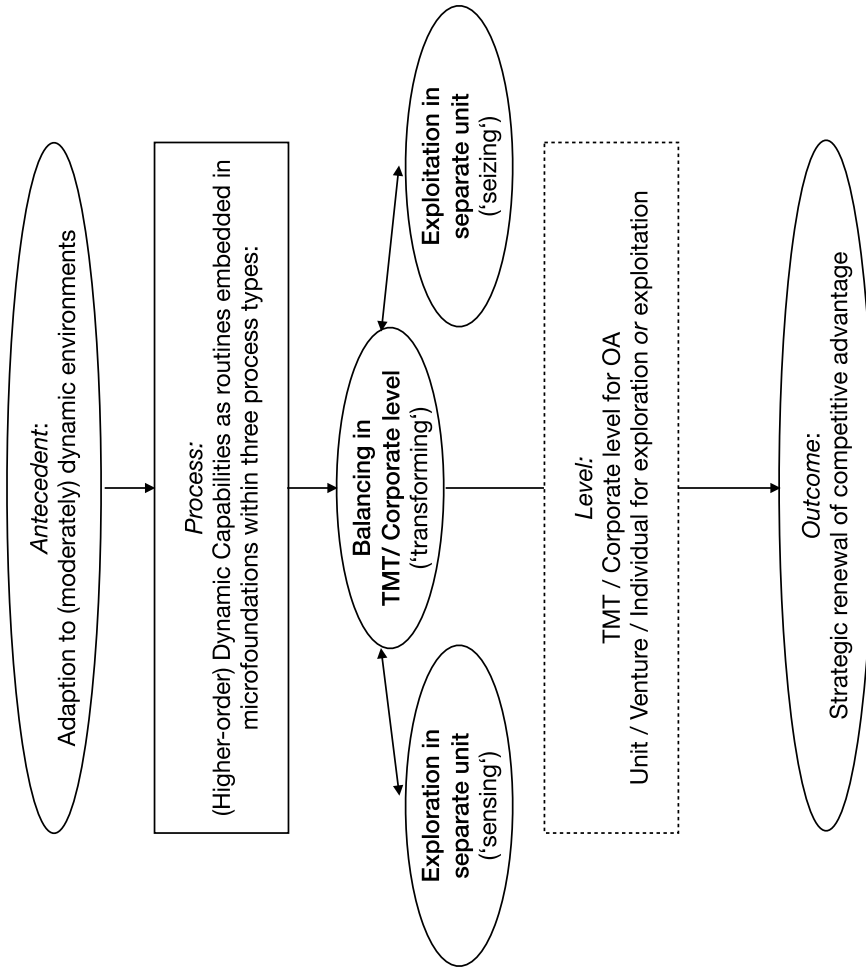 Antecedent:
Adaption to (moderately) dynamic environments
Process:
(Higher-order) Dynamic Capabilities as routines embedded in
microfoundations within three process types:
Exploration in
separate unit
(‘sensing‘)
Balancing in
TMT/ Corporate level
(‘transforming‘)
Exploitation in
separate unit
(‘seizing‘)
Level:
TMT / Corporate level for OA
Unit / Venture / Individual for exploration or exploitation
Outcome:
Strategic renewal of competitive advantage